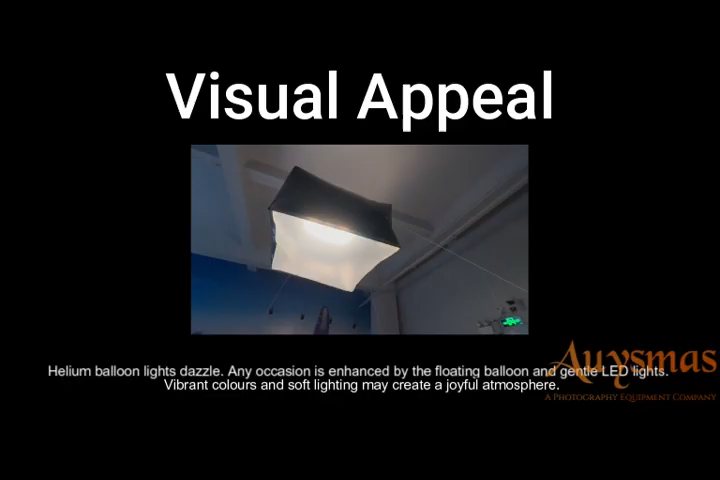 Visual Appeal
Helium balloon lights dazzle. Any occasion is enhanced by the floating balloon and gentle LED lights.
Vibrant colours and soft lighting may create a joyful atmosphere.
Auysmas
A Photography Equipment Company